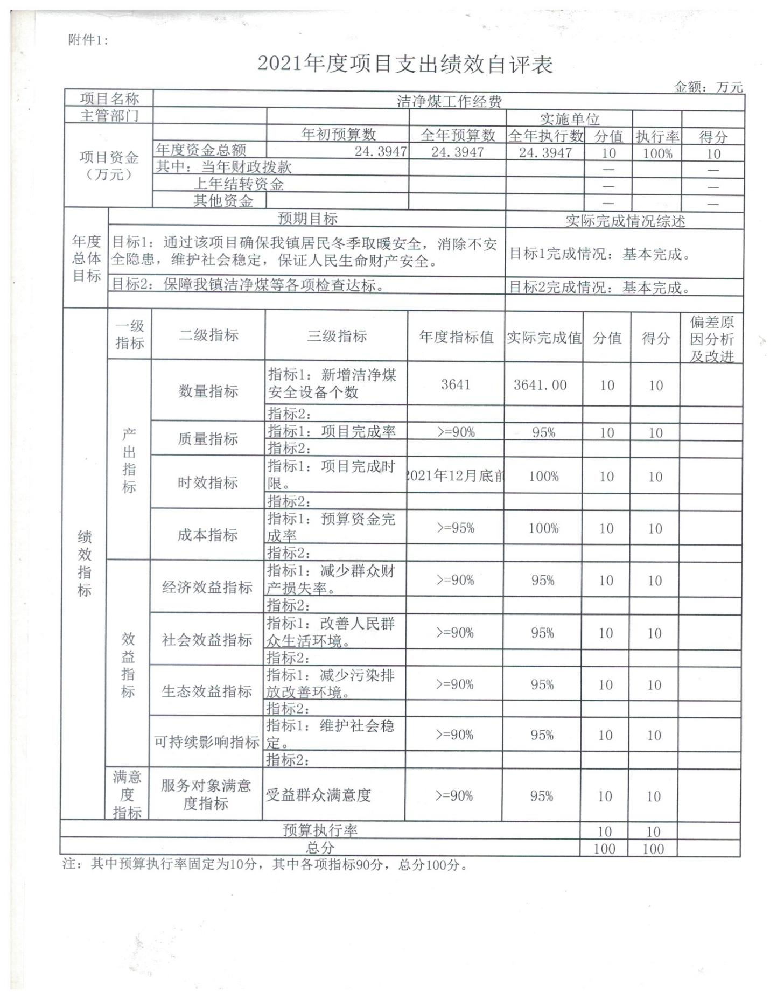 附件1:
2021年度项目支出绩效自评表
金额：万元
项目名称 洁净煤工作经费
主管部门 实施单位
项目资金（万元） 年初预算数 全年预算数 全年执行数 分值 执行率 得分
年度资金总额 24.3947 24.3947 24.3947 10 100% 10
其中：当年财政拨款 — —
上年结转资金 — —
其他资金 — —
年度总体目标 预期目标 实际完成情况综述
目标1：通过该项目确保我镇居民冬季取暖安全，消除不安
全隐患，维护社会稳定，保证人民生命财产安全。 目标1完成情况：基本完成。
目标2：保障我镇洁净煤等各项检查达标。 目标2完成情况：基本完成。
绩效指标
一级指标 二级指标 三级指标 年度指标值 实际完成值 分值 得分 偏差原因分析及改进
产出指标
数量指标 指标1：新增洁净煤
安全设备个数 3641 3641.00 10 10
指标2：
质量指标 指标1：项目完成率 >=90% 95% 10 10
指标2：
时效指标 指标1：项目完成时
限。 2021年12月底前 100% 10 10
指标2：
成本指标 指标1：预算资金完
成率 >=95% 100% 10 10
指标2：
效益指标
经济效益指标 指标1：减少群众财
产损失率。 >=90% 95% 10 10
指标2：
社会效益指标 指标1：改善人民群
众生活环境。 >=90% 95% 10 10
指标2：
生态效益指标 指标1：减少污染排
放改善环境。 >=90% 95% 10 10
指标2：
可持续影响指标 指标1：维护社会稳
定。 >=90% 95% 10 10
指标2：
满意度指标 服务对象满意度指标 受益群众满意度 >=90% 95% 10 10
预算执行率 10 10
总分 100 100
注：其中预算执行率固定为10分，其中各项指标90分，总分100分。